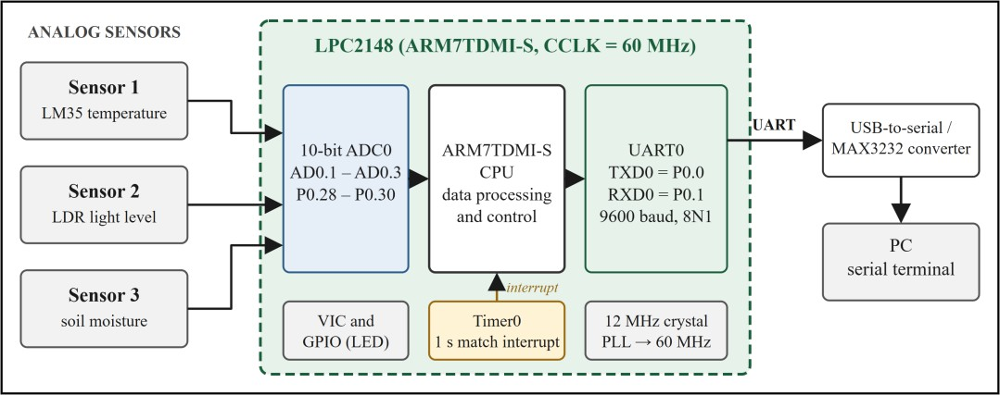 ANALOG SENSORS
Sensor 1
LM35 temperature
Sensor 2
LDR light level
Sensor 3
soil moisture
LPC2148 (ARM7TDMI-S, CCLK = 60 MHz)
10-bit ADC0
AD0.1 – AD0.3
P0.28 – P0.30
ARM7TDMI-S
CPU
data processing
and control
UART0
TXD0 = P0.0
RXD0 = P0.1
9600 baud, 8N1
interrupt
VIC and
GPIO (LED)
Timer0
1 s match interrupt
12 MHz crystal
PLL → 60 MHz
UART
USB-to-serial /
MAX3232 converter
PC
serial terminal